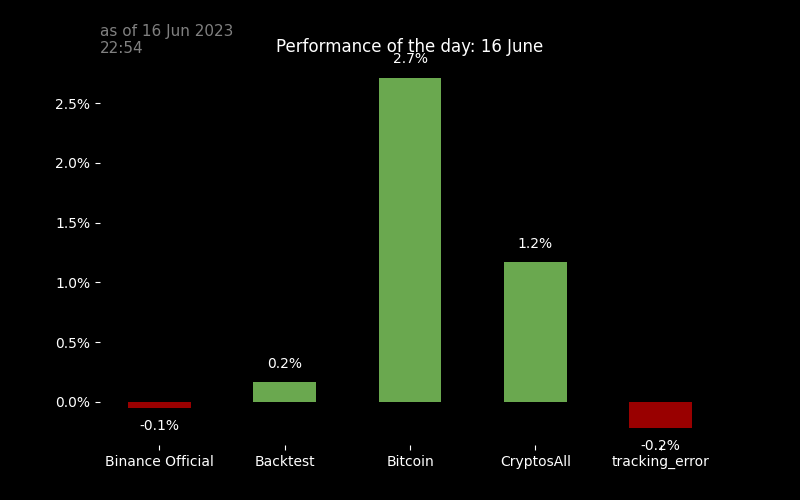 as of 16 Jun 2023
22:54
Performance of the day: 16 June
2.7%
2.5%
2.0%
1.5%
1.2%
1.0%
0.5%
0.2%
0.0%
-0.1%
-0.2%
Binance Official
Backtest
Bitcoin
CryptosAll
tracking_error